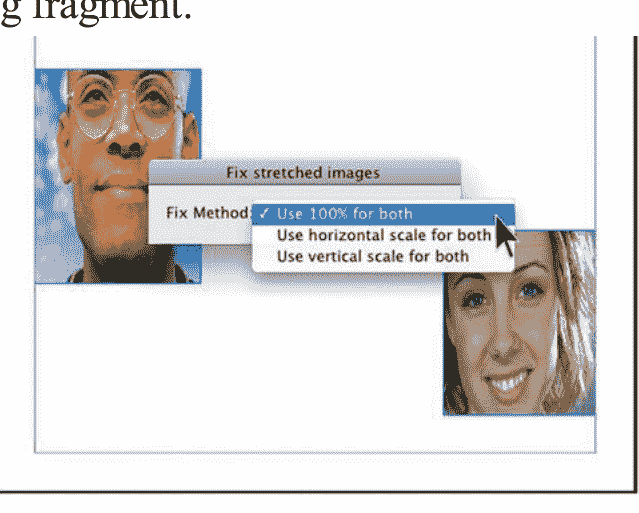 g fragment.
Fix stretched images
Fix Method: ✓ Use 100% for both
Use horizontal scale for both
Use vertical scale for both